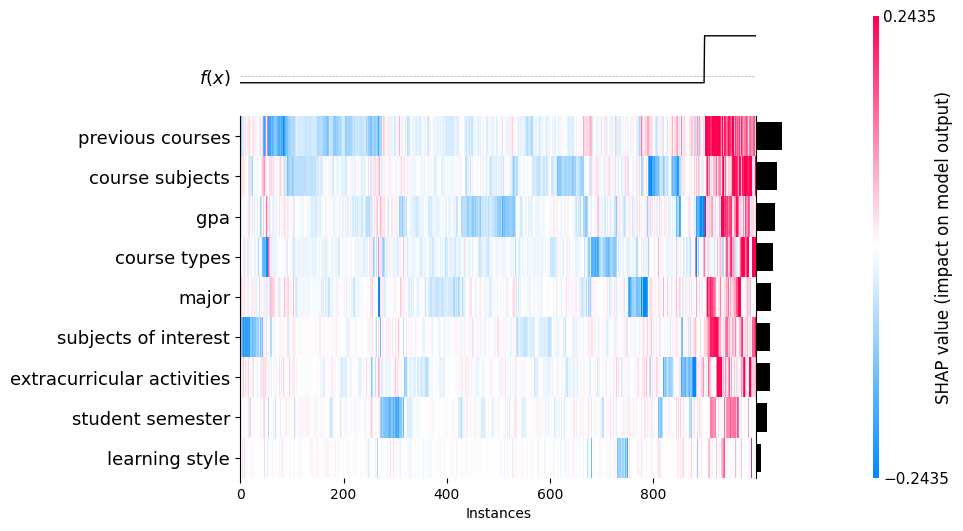 0.2435
f(x)
previous courses
course subjects
gpa
course types
major
subjects of interest
extracurricular activities
student semester
learning style
0 200 400 600 800
Instances
SHAP value (impact on model output)
−0.2435